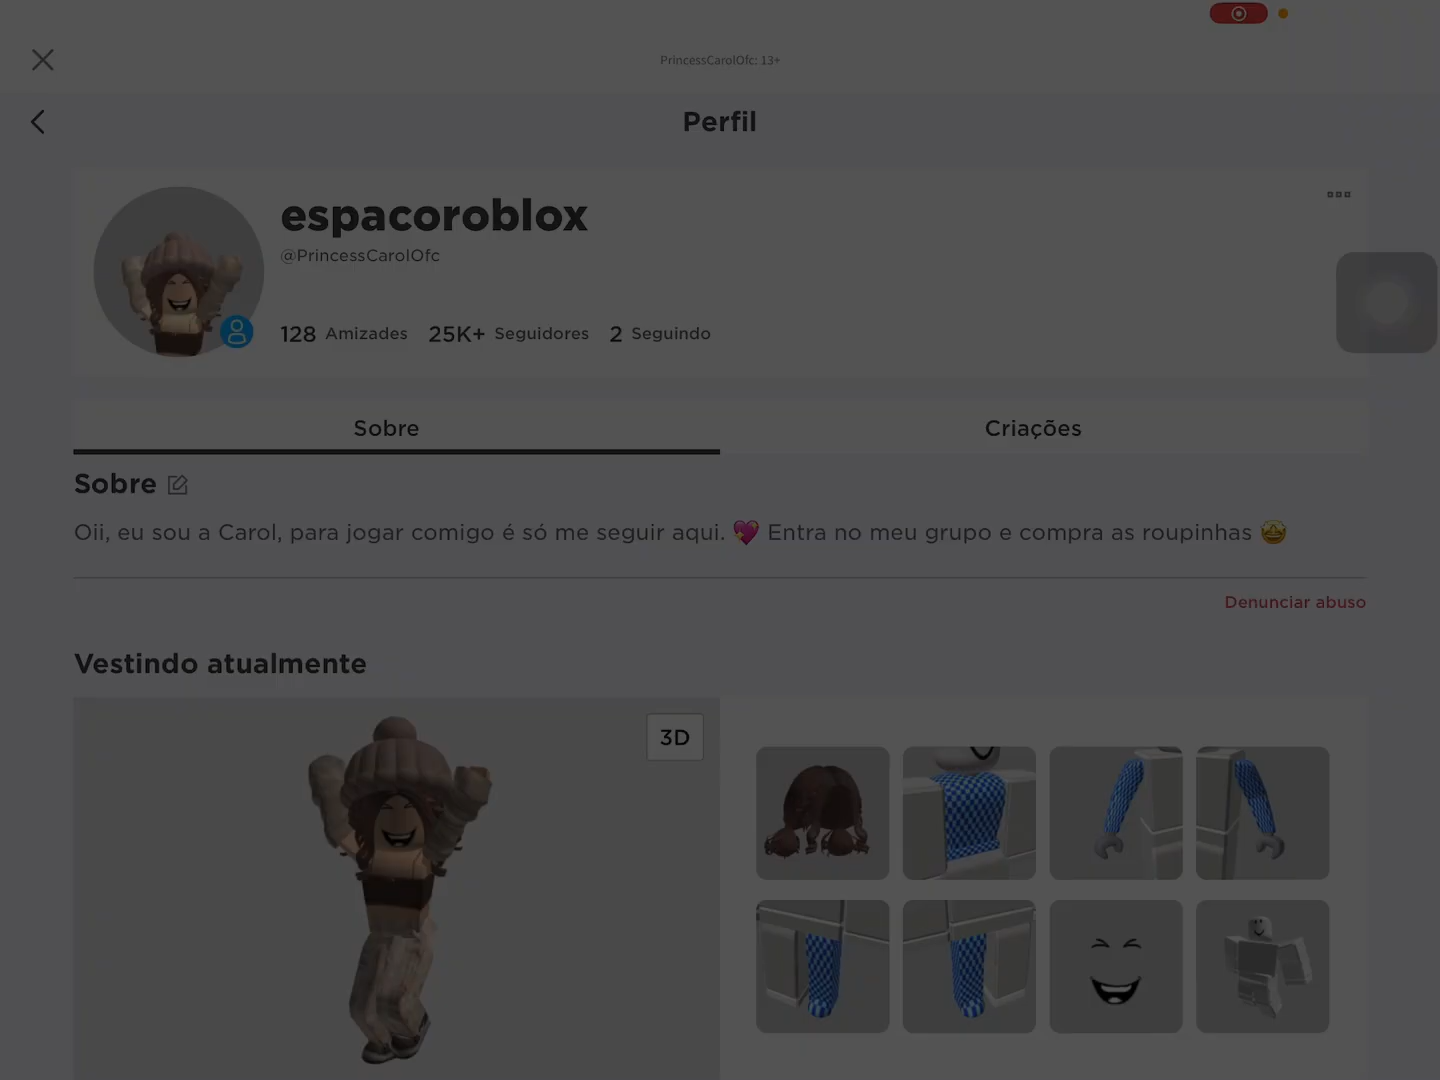 PrincessCarolOfc: 13+
Perfil
espacoroblox
@PrincessCarolOfc
128 Amizades 25K+ Seguidores 2 Seguindo
Sobre Criações
Sobre
Oii, eu sou a Carol, para jogar comigo é só me seguir aqui. 💖 Entra no meu grupo e compra as roupinhas 🤩
Denunciar abuso
Vestindo atualmente
3D